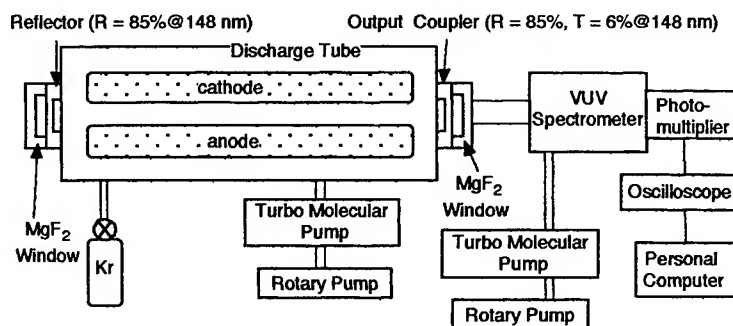 Reflector (R = 85%@148 nm)
Output Coupler (R = 85%, T = 6%@148 nm)
Discharge Tube
cathode
anode
VUV
Spectrometer
Photo-
multiplier
MgF2
Window
MgF2
Window
Kr
Turbo Molecular
Pump
Rotary Pump
Turbo Molecular
Pump
Rotary Pump
Oscilloscope
Personal
Computer